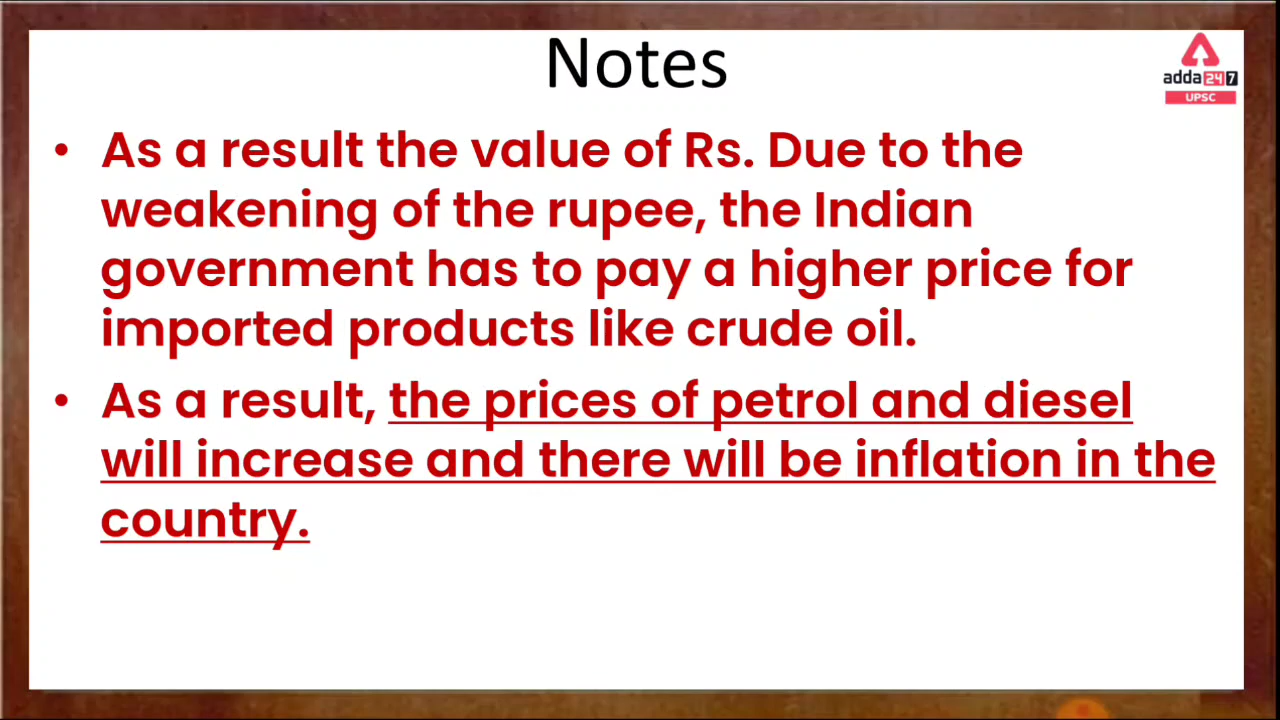 Notes
adda247
UPSC
• As a result the value of Rs. Due to the
weakening of the rupee, the Indian
government has to pay a higher price for
imported products like crude oil.
• As a result, the prices of petrol and diesel
will increase and there will be inflation in the
country.